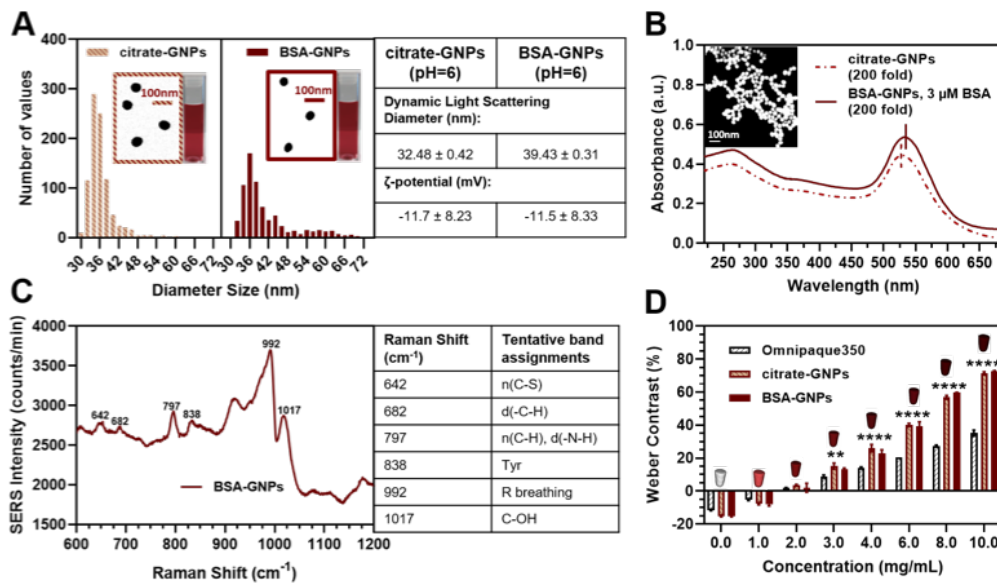 A
citrate-GNPs
BSA-GNPs
100nm
100nm
Number of values
400
300
200
100
0
30
36
42
48
54
60
66
72
30
36
42
48
54
60
66
72
Diameter Size (nm)
citrate-GNPs
(pH=6)
BSA-GNPs
(pH=6)
Dynamic Light Scattering
Diameter (nm):
32.48 ± 0.42
39.43 ± 0.31
ζ-potential (mV):
-11.7 ± 8.23
-11.5 ± 8.33
B
citrate-GNPs
(200 fold)
BSA-GNPs, 3 µM BSA
(200 fold)
100nm
Absorbance (a.u.)
1.0
0.8
0.6
0.4
0.2
0.0
250
300
350
400
450
500
550
600
650
Wavelength (nm)
C
SERS Intensity (counts/min)
4000
3500
3000
2500
2000
1500
642
682
797
838
992
1017
BSA-GNPs
600
700
800
900
1000
1100
1200
Raman Shift (cm-1)
Raman Shift
(cm-1)
Tentative band
assignments
642
n(C-S)
682
d(-C-H)
797
n(C-H), d(-N-H)
838
Tyr
992
R breathing
1017
C-OH
D
Omnipaque350
citrate-GNPs
BSA-GNPs
Weber Contrast (%)
100
80
60
40
20
0
-20
**
****
****
****
****
0.0
1.0
2.0
3.0
4.0
6.0
8.0
10.0
Concentration (mg/mL)